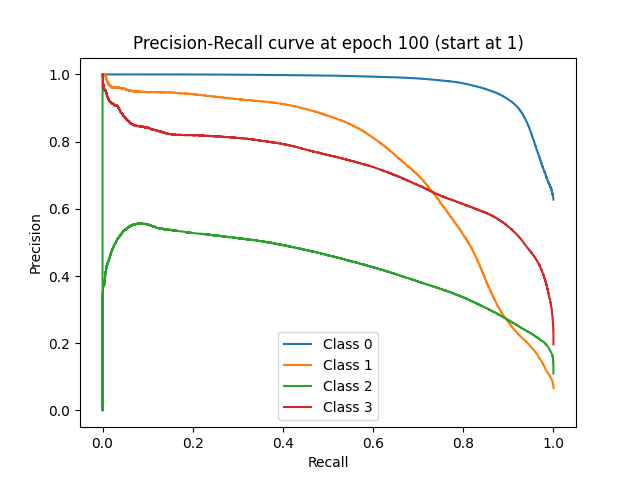 Precision-Recall curve at epoch 100 (start at 1)
1.0
0.8
0.6
0.4
0.2
0.0
Precision
Class 0
Class 1
Class 2
Class 3
0.0 0.2 0.4 0.6 0.8 1.0
Recall